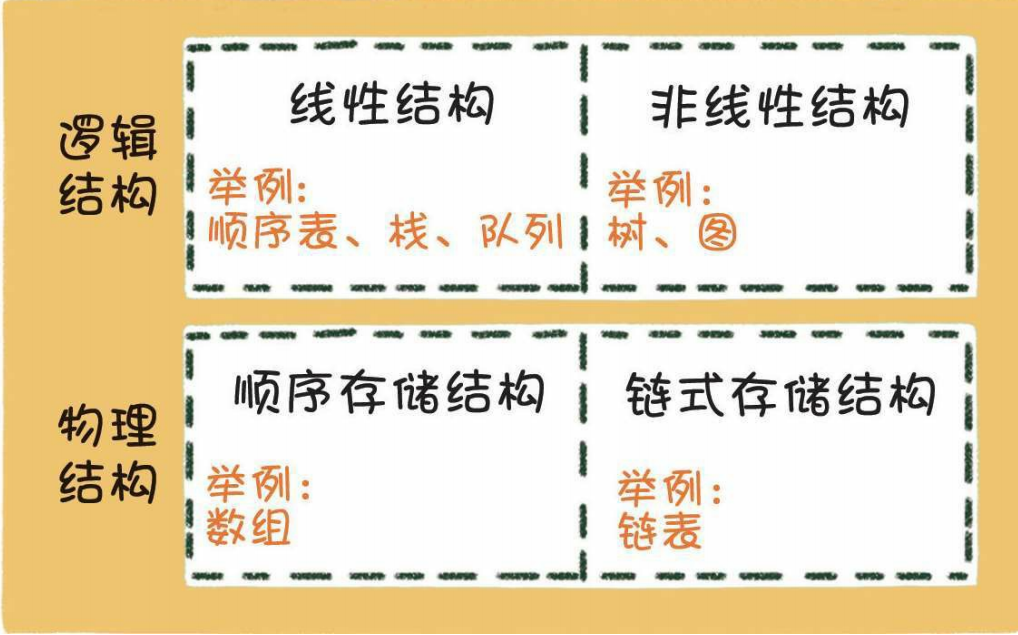 逻辑
结构
线性结构
举例：
顺序表、栈、队列
非线性结构
举例：
树、图
物理
结构
顺序存储结构
举例：
数组
链式存储结构
举例：
链表